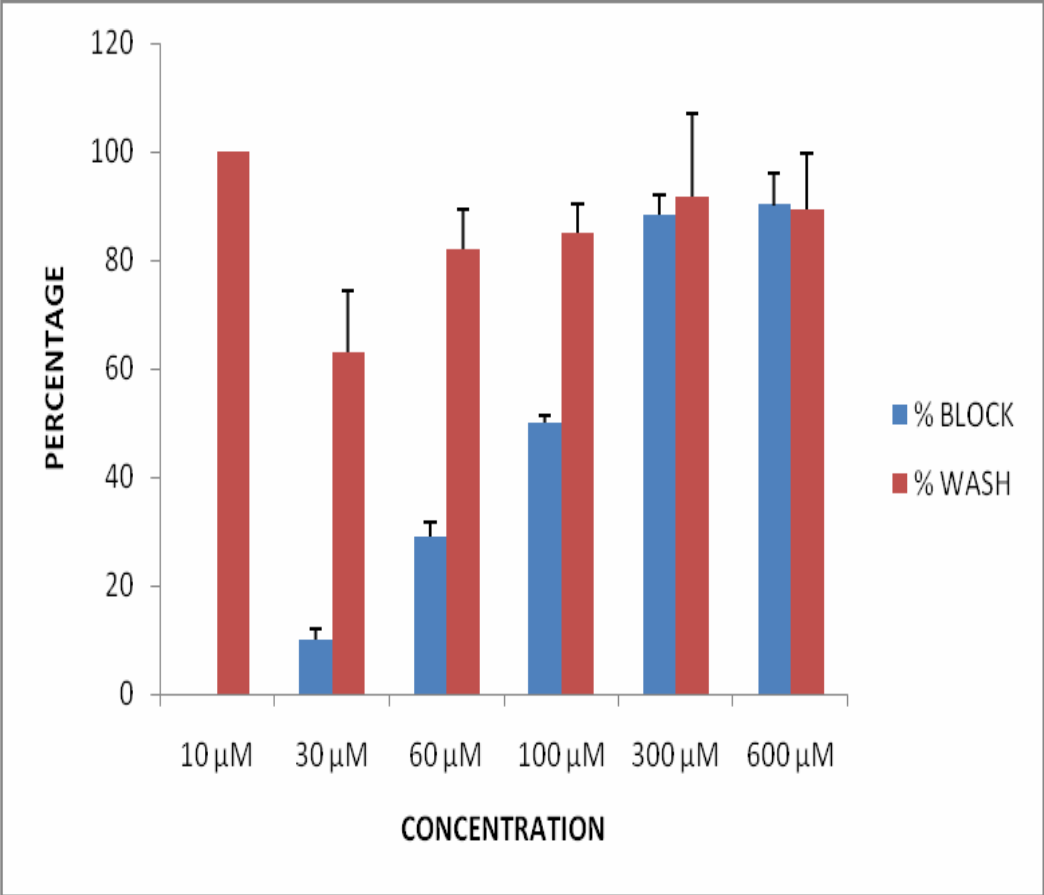 120
100
80
60
40
20
0
PERCENTAGE
10 µM 30 µM 60 µM 100 µM 300 µM 600 µM
CONCENTRATION
% BLOCK
% WASH